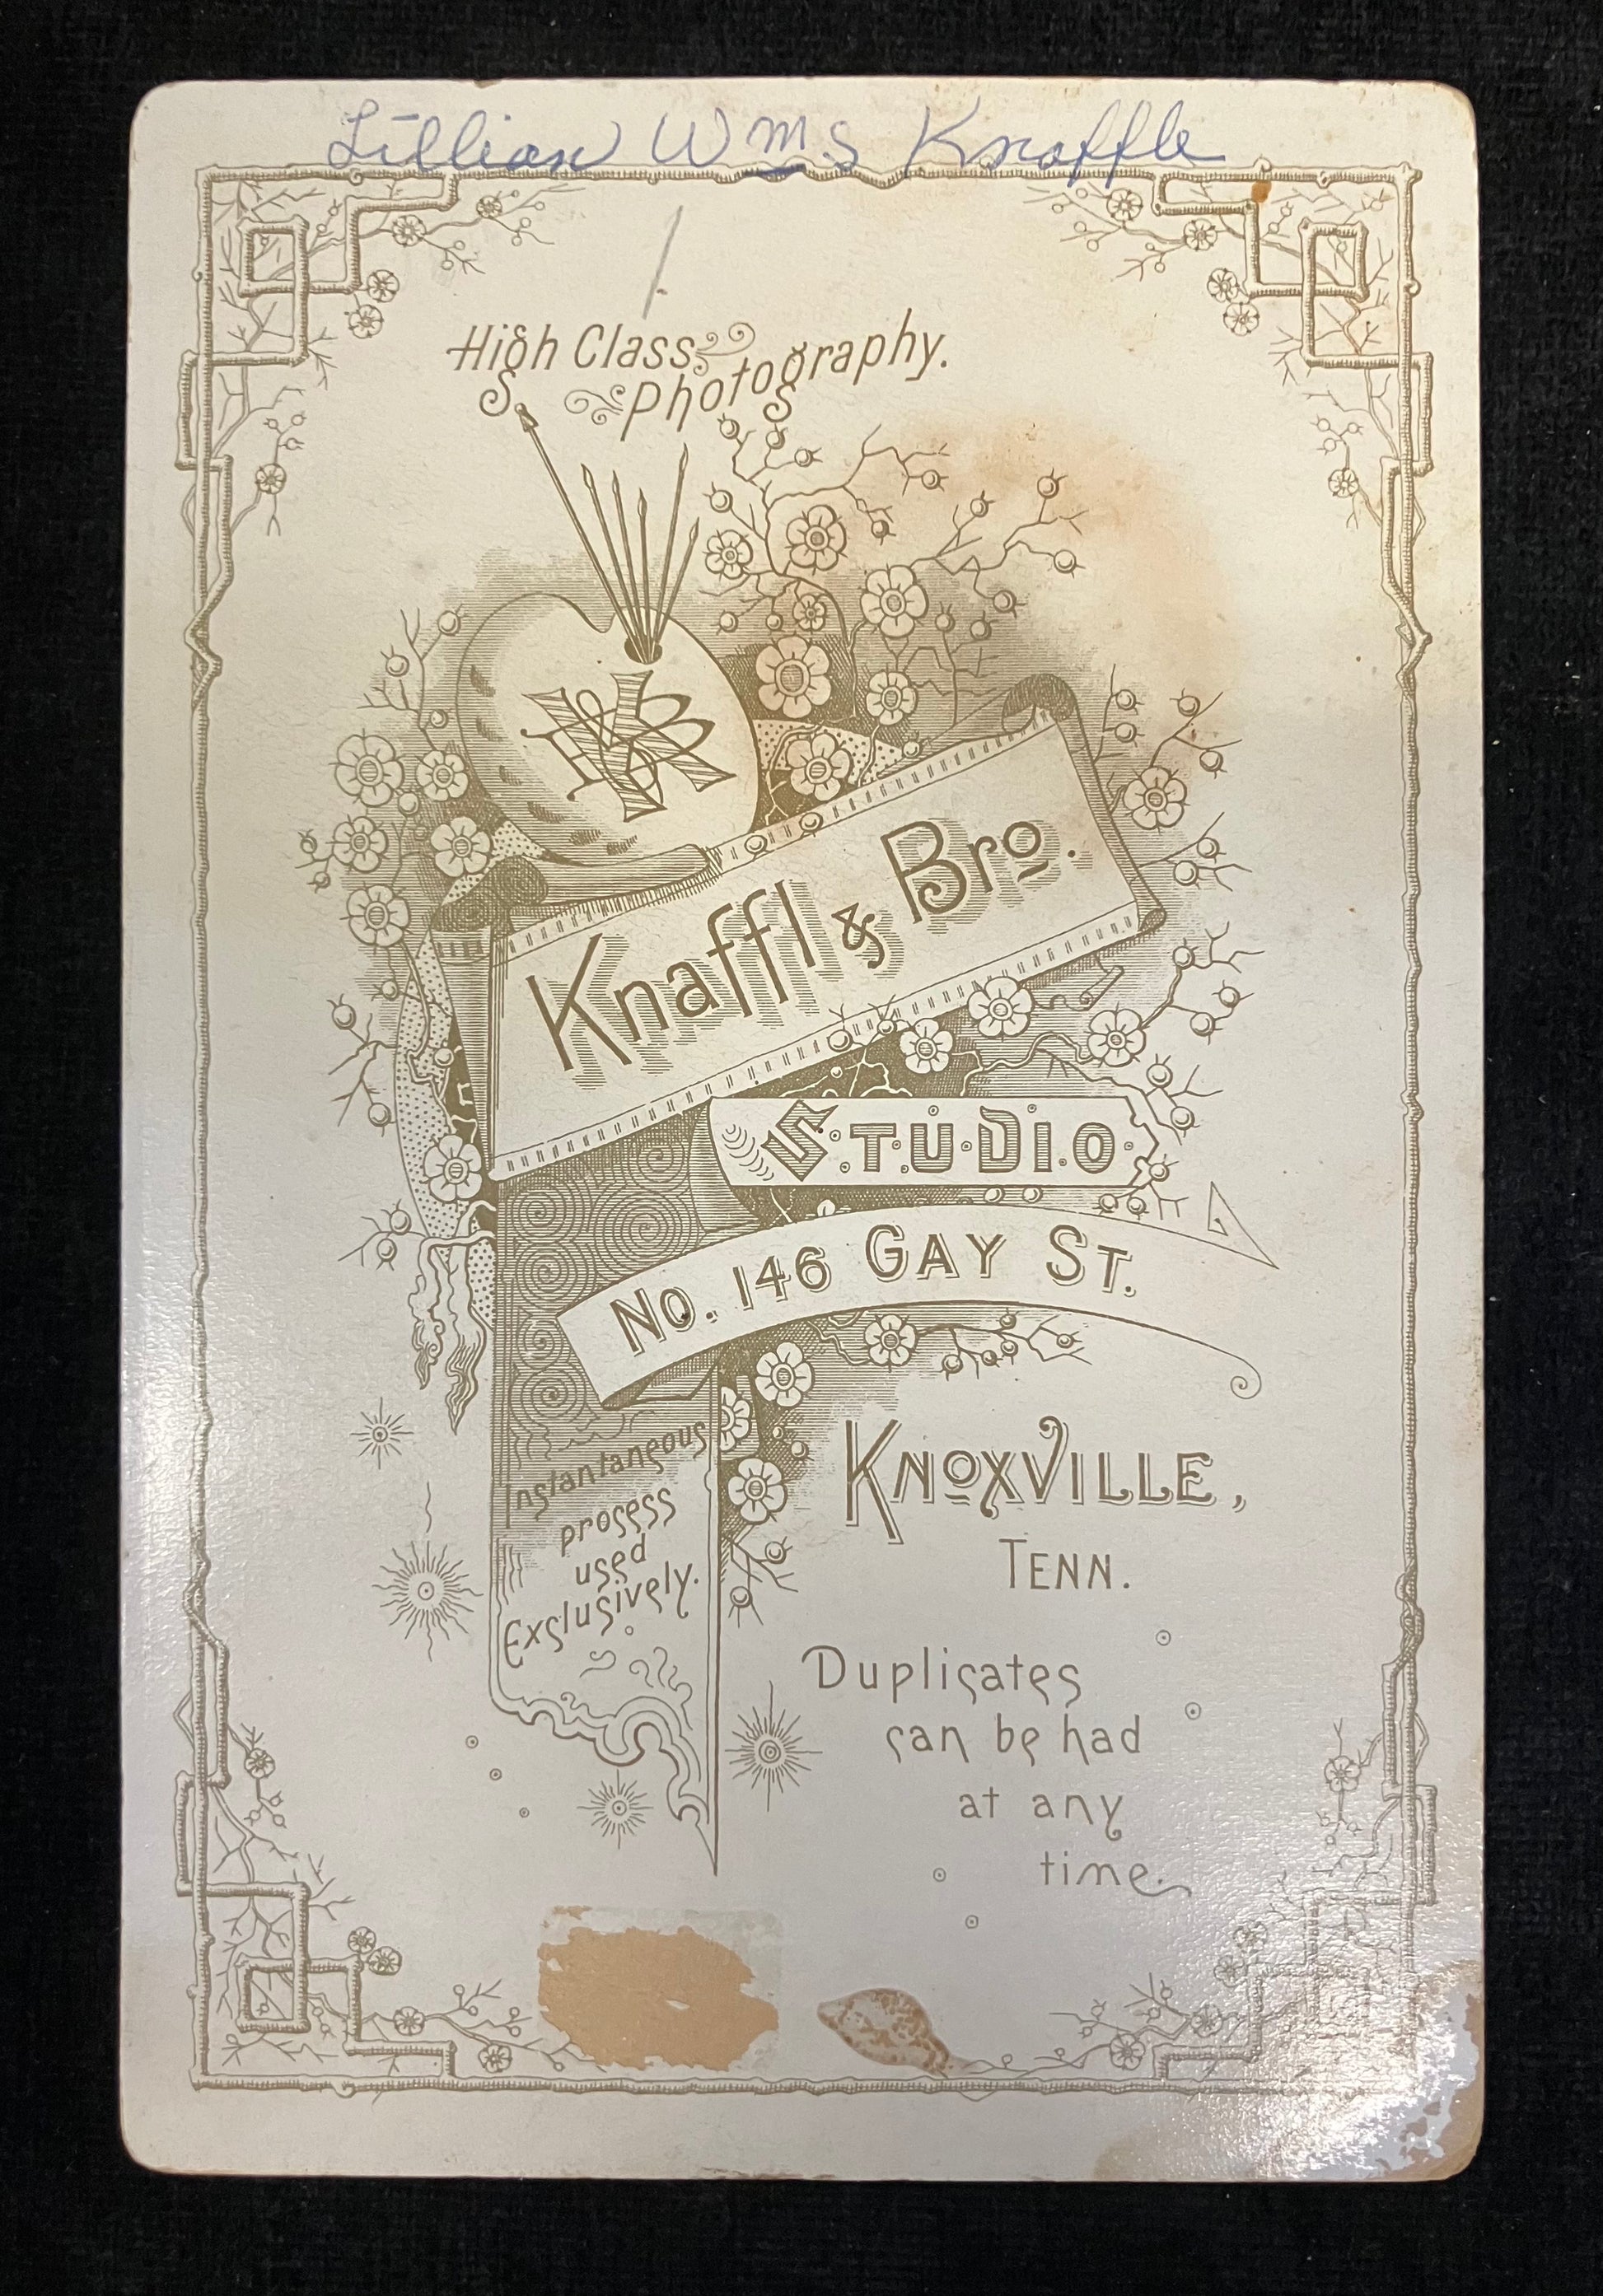 Lillian Wms Knaffle
High Class
Photography.
KB
Knaffl & Bro.
STUDIO
No. 146 GAY ST.
Instantaneous
process
used
Exclusively.
KNOXVILLE,
TENN.
Duplicates
can be had
at any
time.